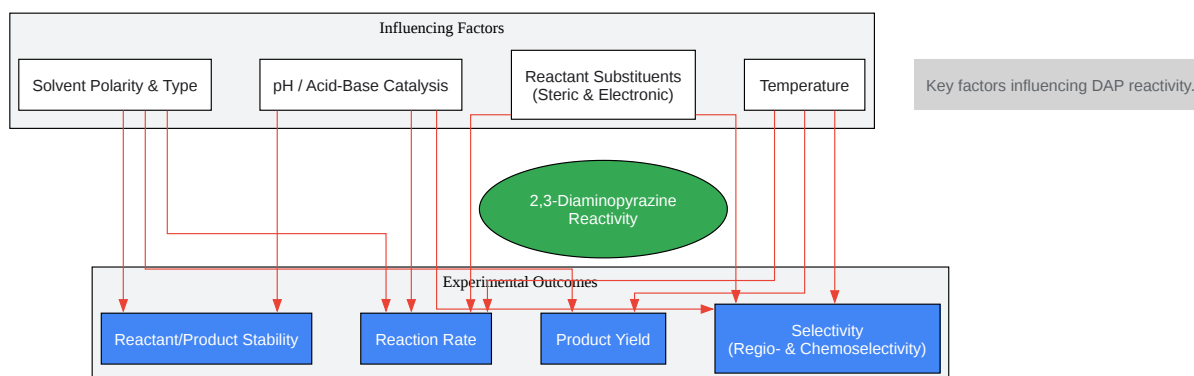 Influencing Factors
Solvent Polarity & Type
pH / Acid-Base Catalysis
Reactant Substituents
(Steric & Electronic)
Temperature
Key factors influencing DAP reactivity.
2,3-Diaminopyrazine
Reactivity
Experimental Outcomes
Reactant/Product Stability
Reaction Rate
Product Yield
Selectivity
(Regio- & Chemoselectivity)